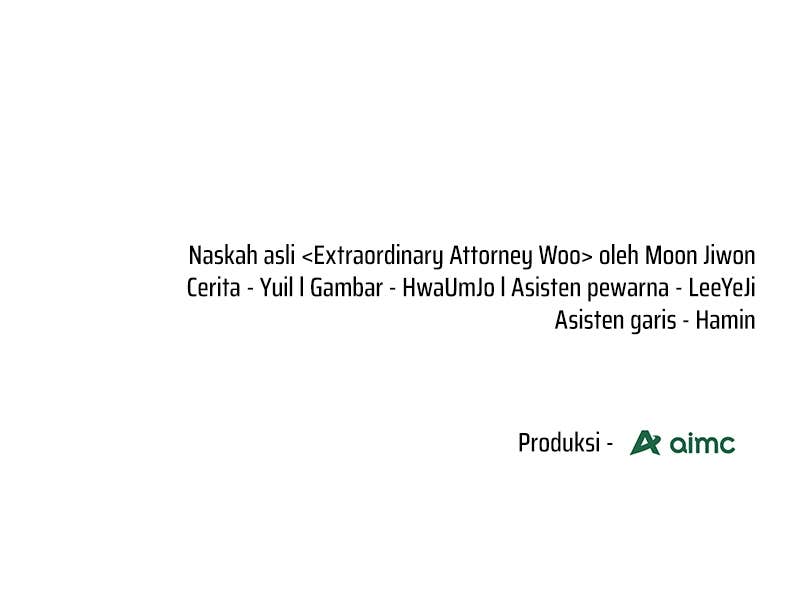 Naskah asli <Extraordinary Attorney Woo> oleh Moon Jiwon
Cerita - Yuil l Gambar - HwaUmJo l Asisten pewarna - LeeYeJi
Asisten garis - Hamin
Produksi - aimc